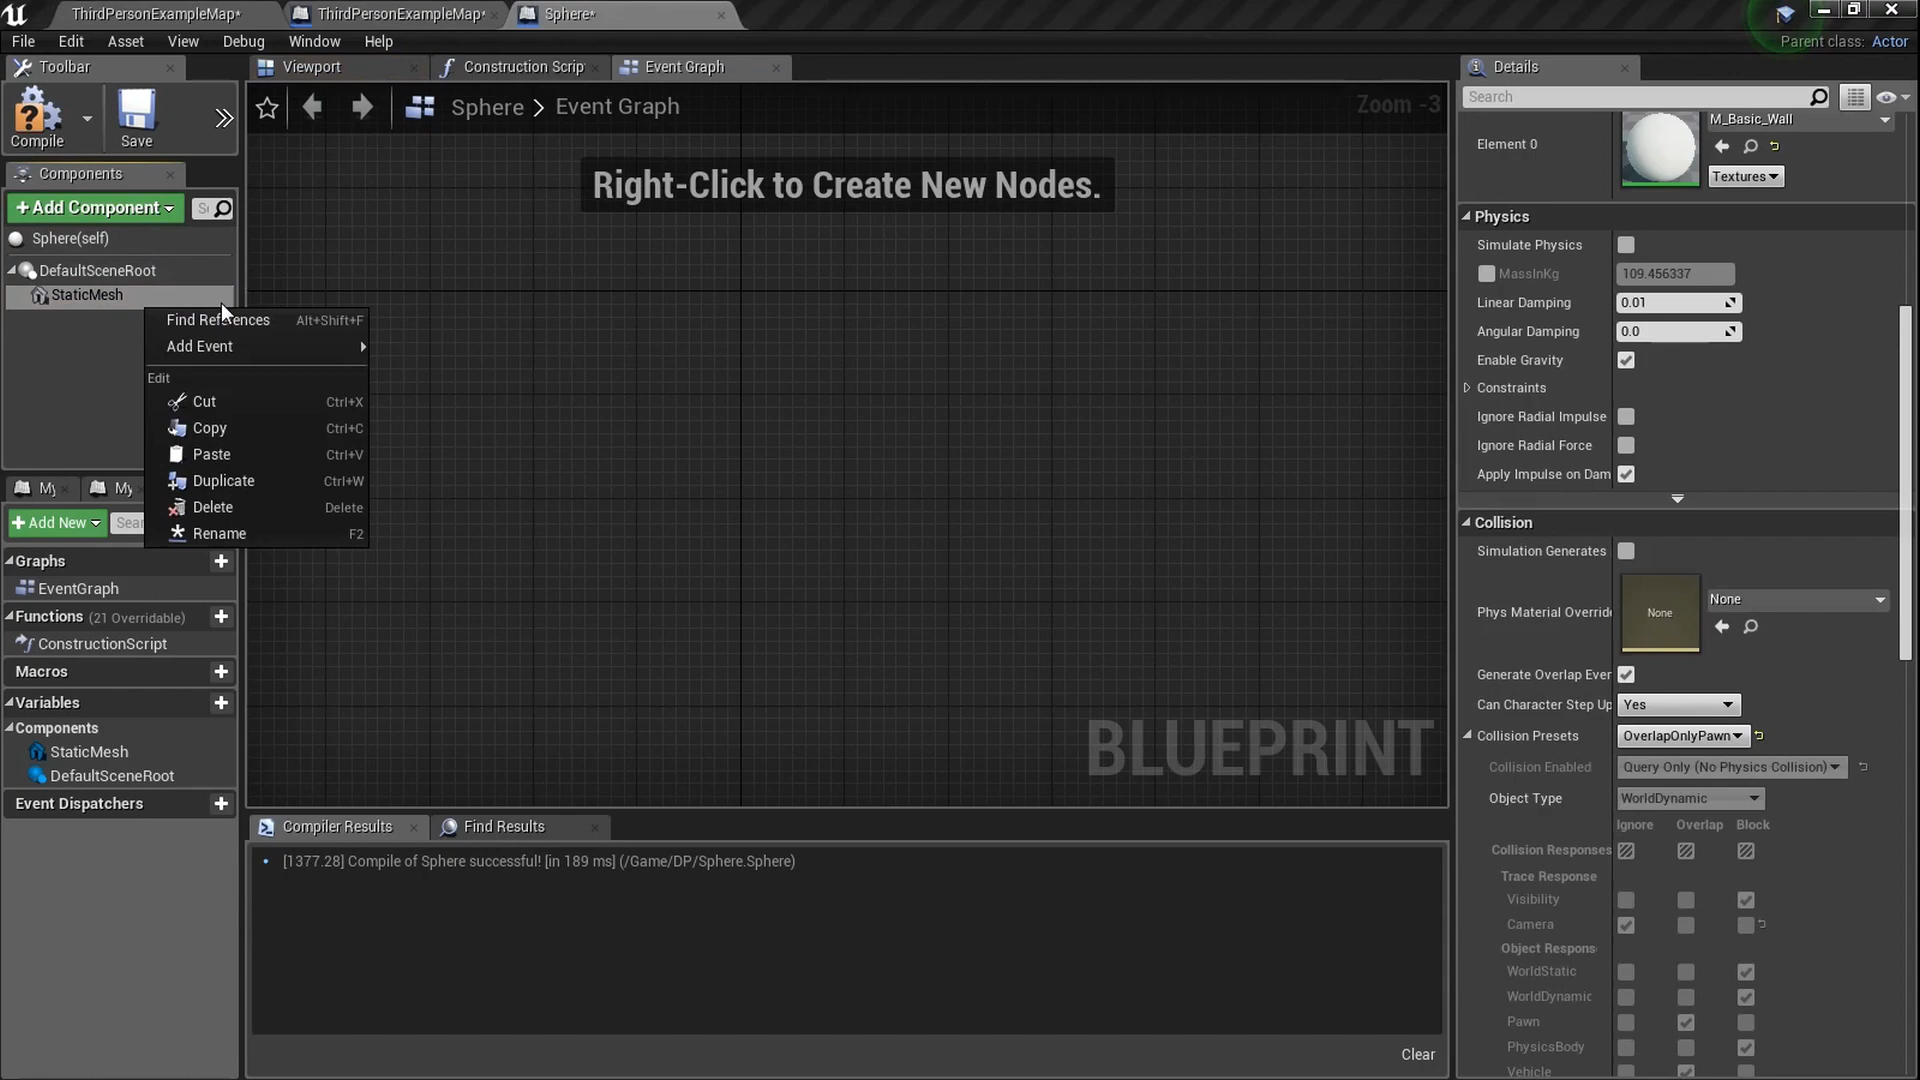 ThirdPersonExampleMap*
ThirdPersonExampleMap*
Sphere*
File Edit Asset View Debug Window Help
Parent class: Actor
Toolbar
Viewport
Construction Scrip
Event Graph
Details
Compile
Save
Sphere > Event Graph
Zoom -3
Search
Right-Click to Create New Nodes.
Components
+ Add Component
Sphere(self)
DefaultSceneRoot
StaticMesh
Find References Alt+Shift+F
Add Event
Edit
Cut Ctrl+X
Copy Ctrl+C
Paste Ctrl+V
Duplicate Ctrl+W
Delete Delete
Rename F2
My
My
+ Add New
Sear
Graphs
EventGraph
Functions (21 Overridable)
ConstructionScript
Macros
Variables
Components
StaticMesh
DefaultSceneRoot
Event Dispatchers
BLUEPRINT
Compiler Results
Find Results
[1377.28] Compile of Sphere successful! [in 189 ms] (/Game/DP/Sphere.Sphere)
Clear
Element 0
M_Basic_Wall
Textures
Physics
Simulate Physics
MassInKg 109.456337
Linear Damping 0.01
Angular Damping 0.0
Enable Gravity
Constraints
Ignore Radial Impulse
Ignore Radial Force
Apply Impulse on Dam
Collision
Simulation Generates
Phys Material Override
None
None
Generate Overlap Ever
Can Character Step Up Yes
Collision Presets OverlapOnlyPawn
Collision Enabled Query Only (No Physics Collision)
Object Type WorldDynamic
Ignore Overlap Block
Collision Responses
Trace Response
Visibility
Camera
Object Respons
WorldStatic
WorldDynamic
Pawn
PhysicsBody
Vehicle